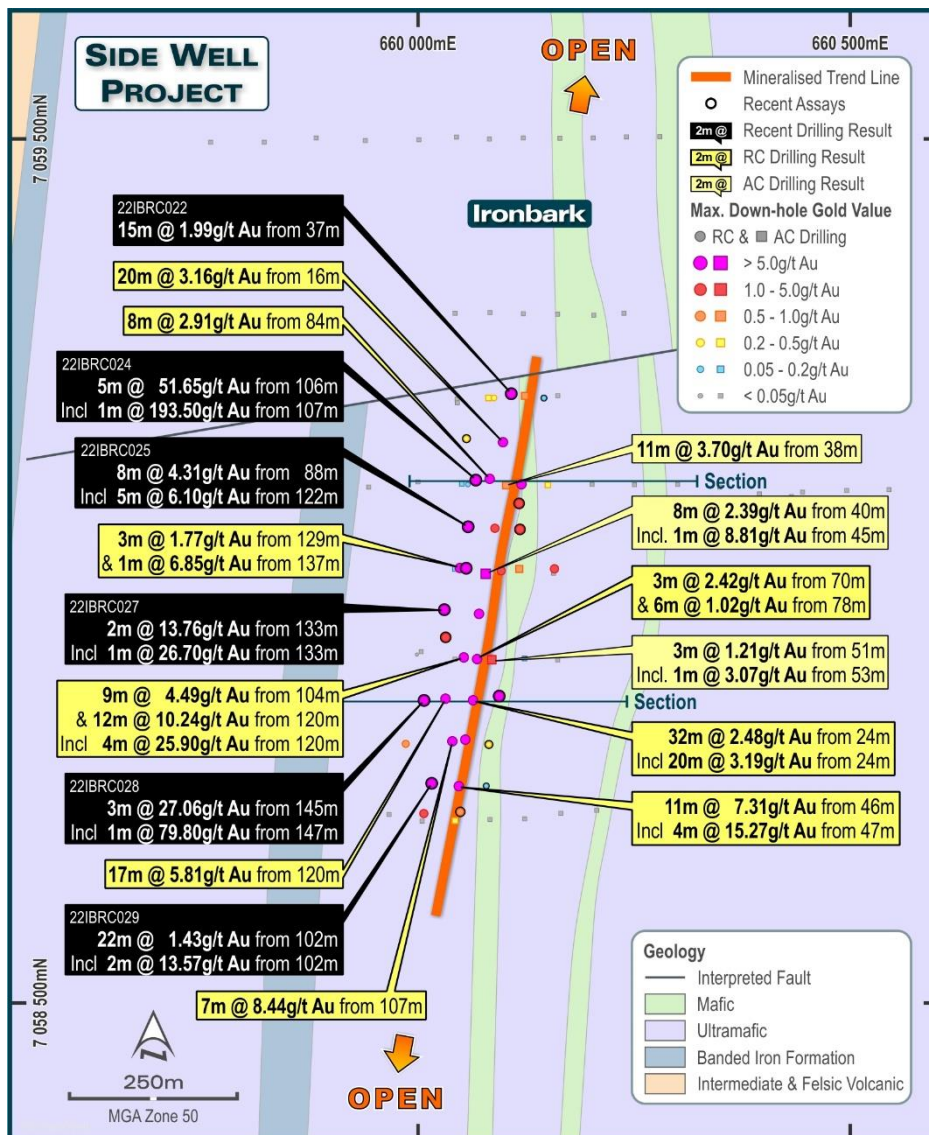 SIDE WELL
PROJECT
660 000mE
660 500mE
OPEN
7 059 500mN
Mineralised Trend Line
Recent Assays
2m @ Recent Drilling Result
2m @ RC Drilling Result
2m @ AC Drilling Result
Max. Down-hole Gold Value
RC & AC Drilling
> 5.0g/t Au
1.0 - 5.0g/t Au
0.5 - 1.0g/t Au
0.2 - 0.5g/t Au
0.05 - 0.2g/t Au
< 0.05g/t Au
Ironbark
22IBRC022
15m @ 1.99g/t Au from 37m
20m @ 3.16g/t Au from 16m
8m @ 2.91g/t Au from 84m
22IBRC024
5m @ 51.65g/t Au from 106m
Incl 1m @ 193.50g/t Au from 107m
22IBRC025
8m @ 4.31g/t Au from 88m
Incl 5m @ 6.10g/t Au from 122m
3m @ 1.77g/t Au from 129m
& 1m @ 6.85g/t Au from 137m
22IBRC027
2m @ 13.76g/t Au from 133m
Incl 1m @ 26.70g/t Au from 133m
9m @ 4.49g/t Au from 104m
& 12m @ 10.24g/t Au from 120m
Incl 4m @ 25.90g/t Au from 120m
22IBRC028
3m @ 27.06g/t Au from 145m
Incl 1m @ 79.80g/t Au from 147m
17m @ 5.81g/t Au from 120m
22IBRC029
22m @ 1.43g/t Au from 102m
Incl 2m @ 13.57g/t Au from 102m
7m @ 8.44g/t Au from 107m
11m @ 3.70g/t Au from 38m
Section
8m @ 2.39g/t Au from 40m
Incl. 1m @ 8.81g/t Au from 45m
3m @ 2.42g/t Au from 70m
& 6m @ 1.02g/t Au from 78m
3m @ 1.21g/t Au from 51m
Incl. 1m @ 3.07g/t Au from 53m
Section
32m @ 2.48g/t Au from 24m
Incl 20m @ 3.19g/t Au from 24m
11m @ 7.31g/t Au from 46m
Incl 4m @ 15.27g/t Au from 47m
7 058 500mN
Geology
Interpreted Fault
Mafic
Ultramafic
Banded Iron Formation
Intermediate & Felsic Volcanic
N
250m
MGA Zone 50
OPEN